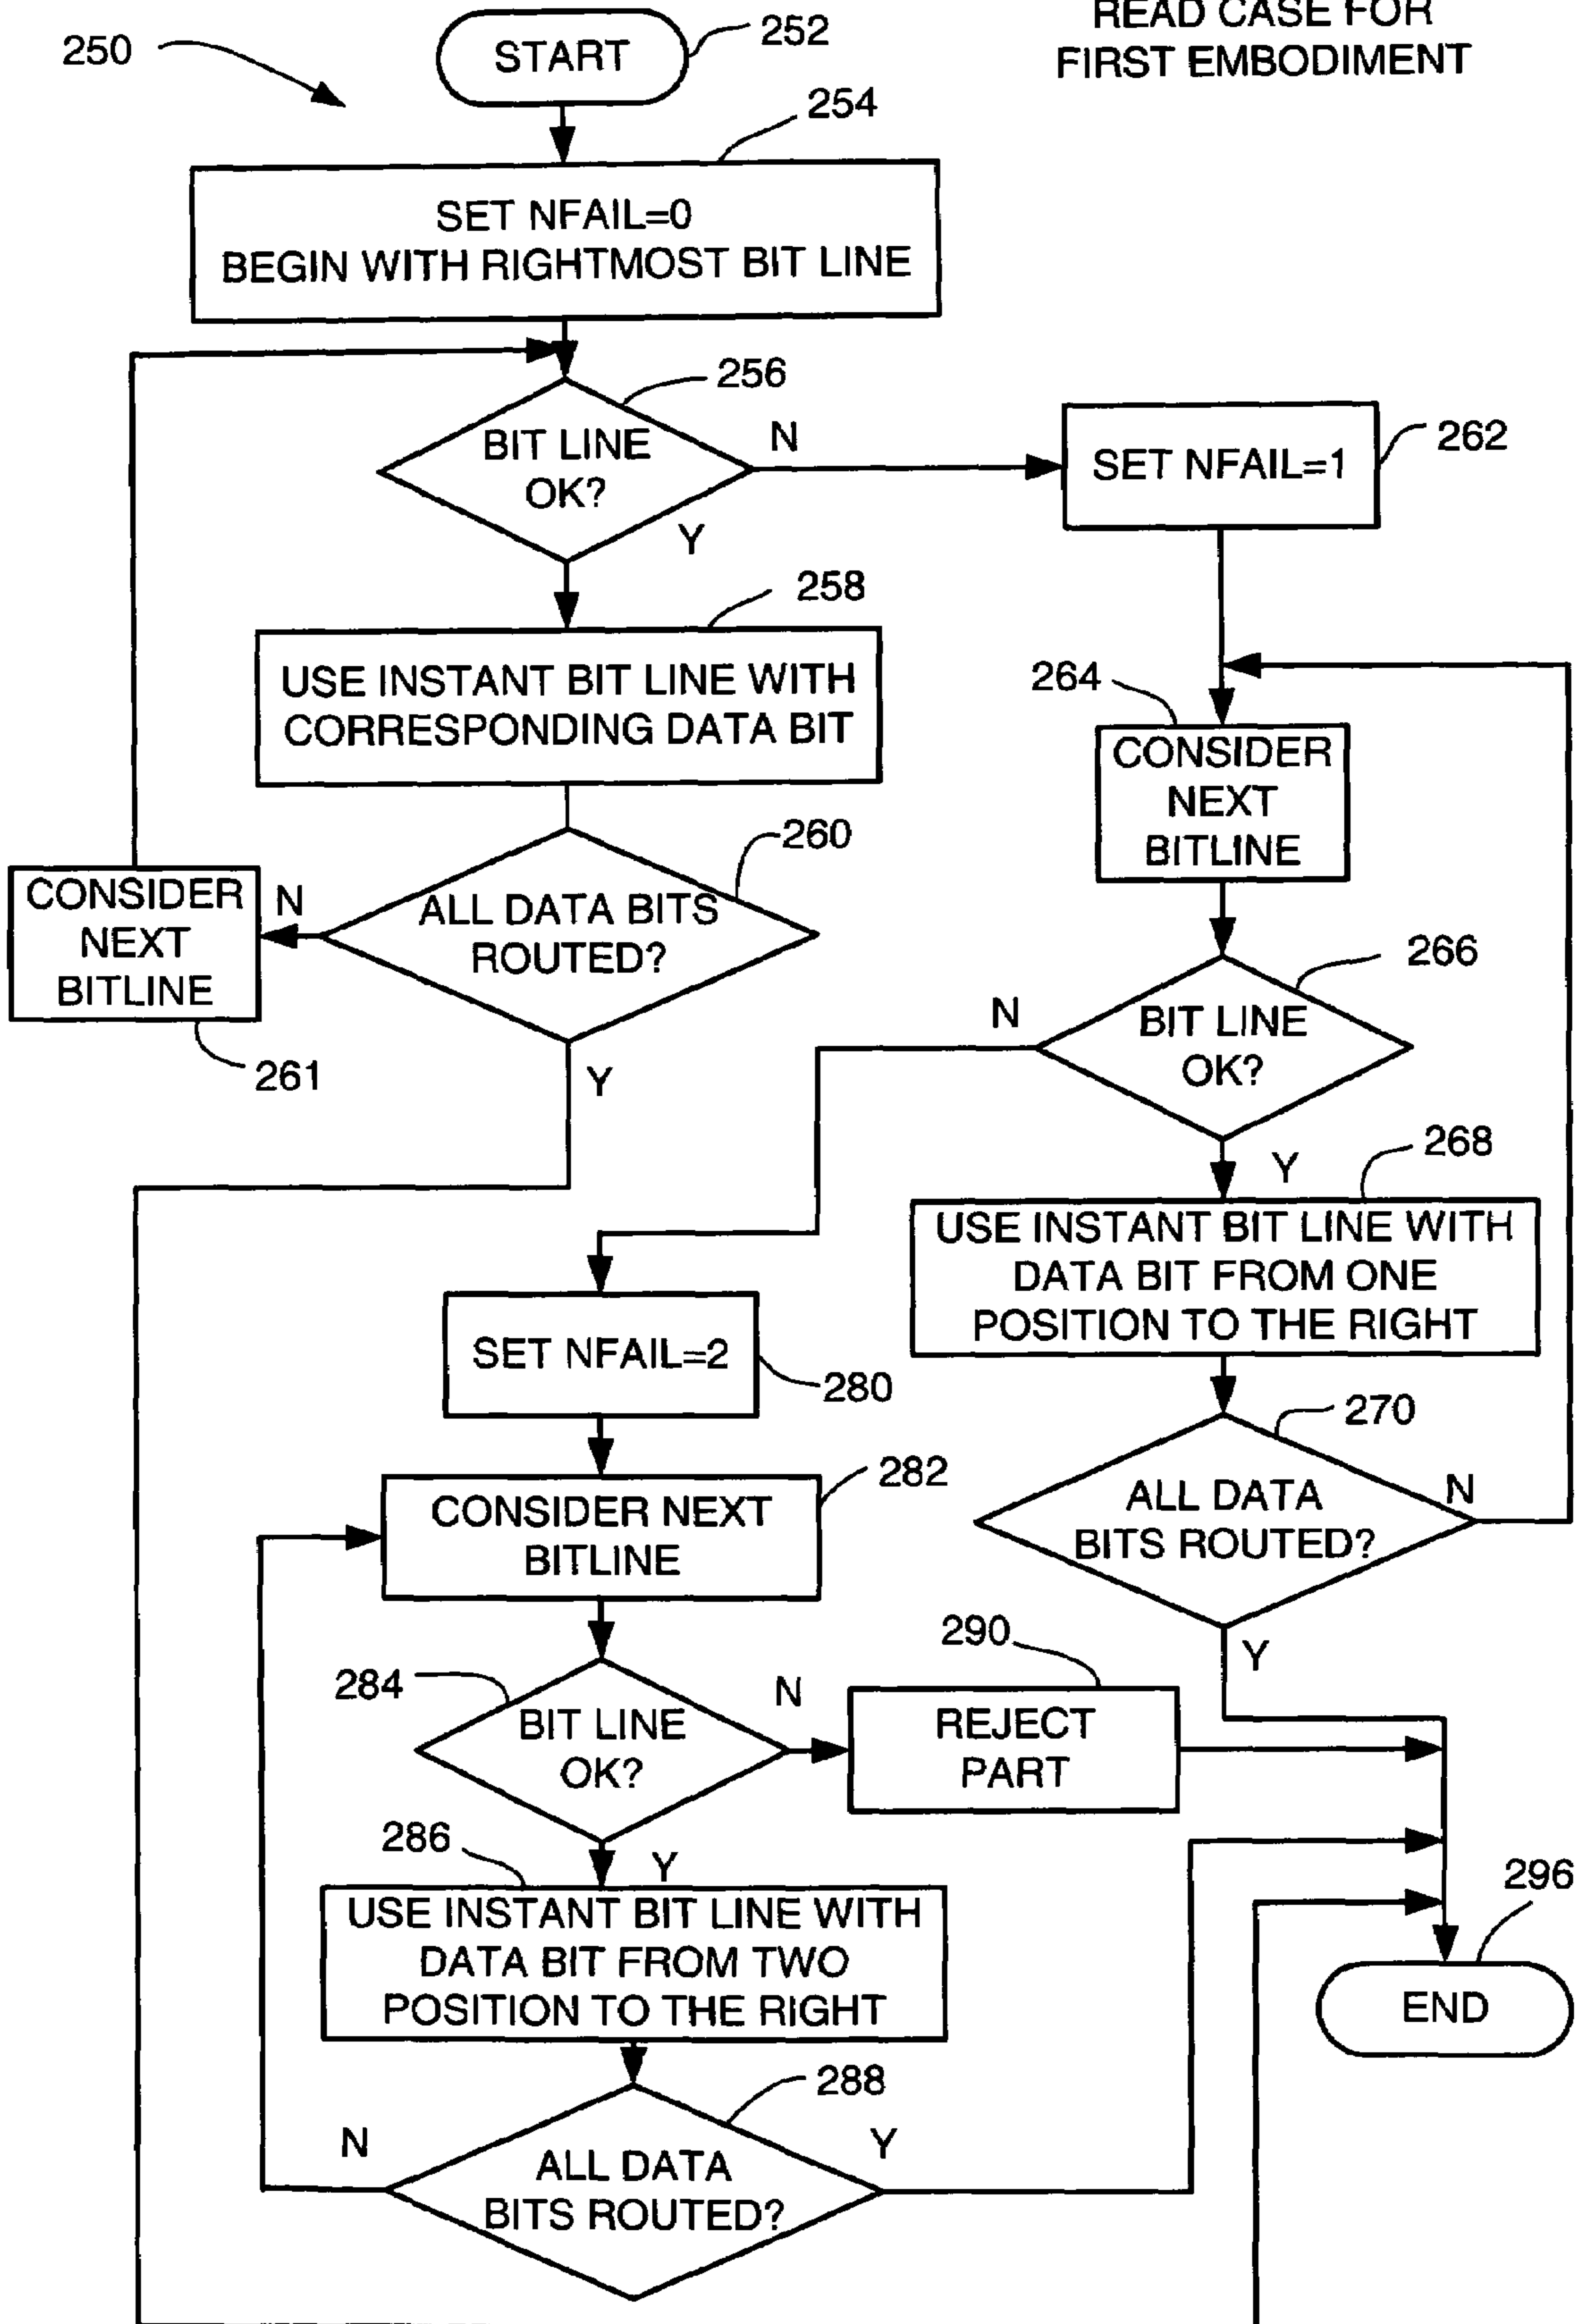 READ CASE FOR
FIRST EMBODIMENT
250
START
252
254
SET NFAIL=0
BEGIN WITH RIGHTMOST BIT LINE
256
BIT LINE
OK?
N
Y
SET NFAIL=1
262
258
USE INSTANT BIT LINE WITH
CORRESPONDING DATA BIT
264
CONSIDER
NEXT
BITLINE
260
ALL DATA BITS
ROUTED?
N
Y
CONSIDER
NEXT
BITLINE
261
266
BIT LINE
OK?
N
Y
268
USE INSTANT BIT LINE WITH
DATA BIT FROM ONE
POSITION TO THE RIGHT
SET NFAIL=2
280
270
ALL DATA
BITS ROUTED?
N
Y
282
CONSIDER NEXT
BITLINE
284
BIT LINE
OK?
N
Y
290
REJECT
PART
286
USE INSTANT BIT LINE WITH
DATA BIT FROM TWO
POSITION TO THE RIGHT
296
END
288
ALL DATA
BITS ROUTED?
N
Y